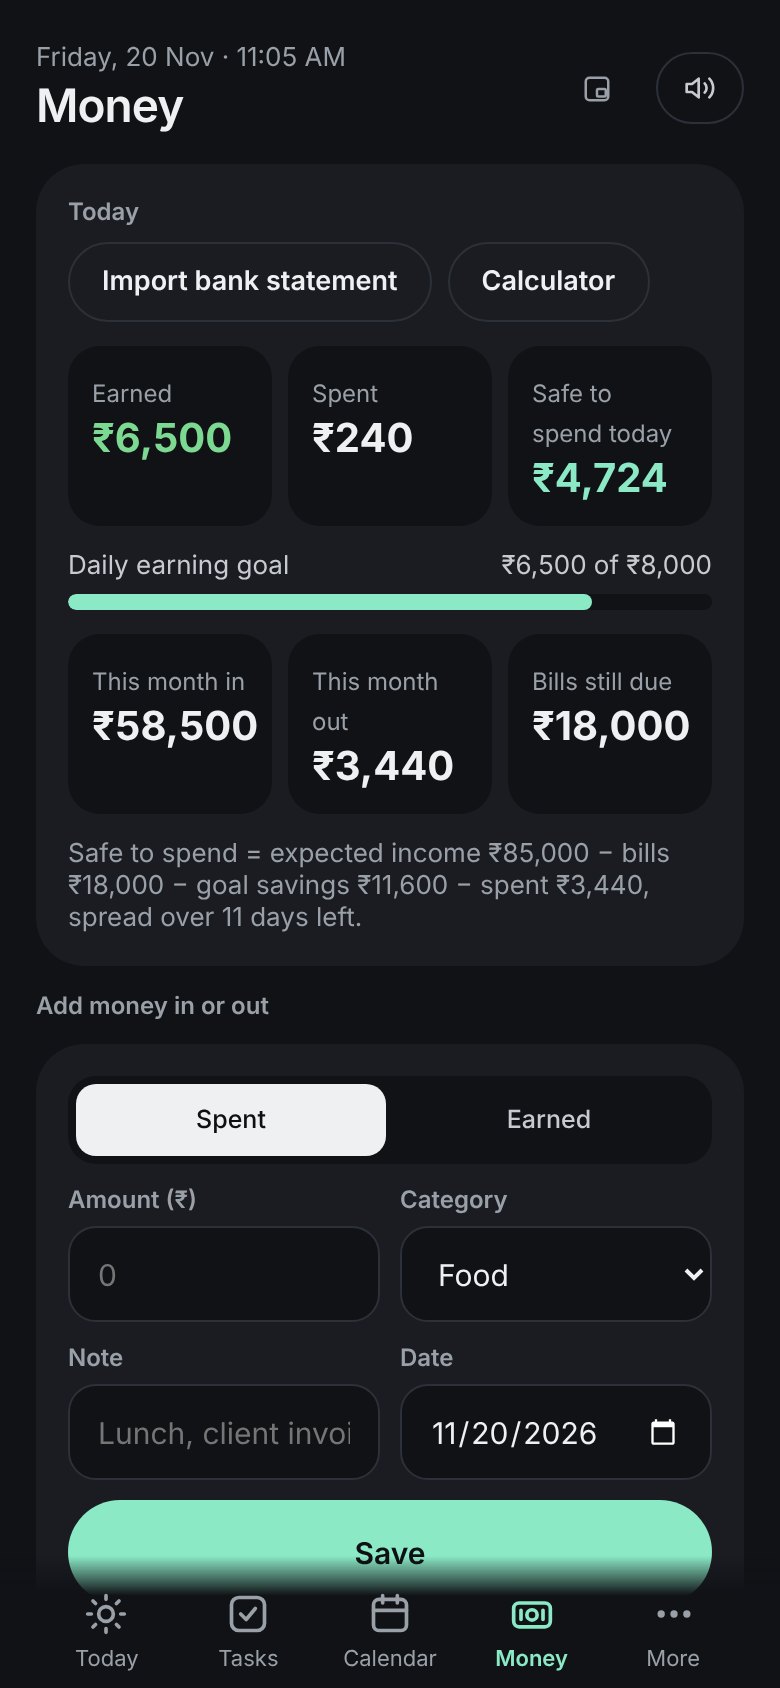 Friday, 20 Nov · 11:05 AM
Money
Today
Import bank statement
Calculator
Earned
₹6,500
Spent
₹240
Safe to
spend today
₹4,724
Daily earning goal
₹6,500 of ₹8,000
This month in
₹58,500
This month
out
₹3,440
Bills still due
₹18,000
Safe to spend = expected income ₹85,000 − bills
₹18,000 − goal savings ₹11,600 − spent ₹3,440,
spread over 11 days left.
Add money in or out
Spent
Earned
Amount (₹)
Category
0
Food
Note
Date
Lunch, client invoi
11/20/2026
Save
Today
Tasks
Calendar
Money
More